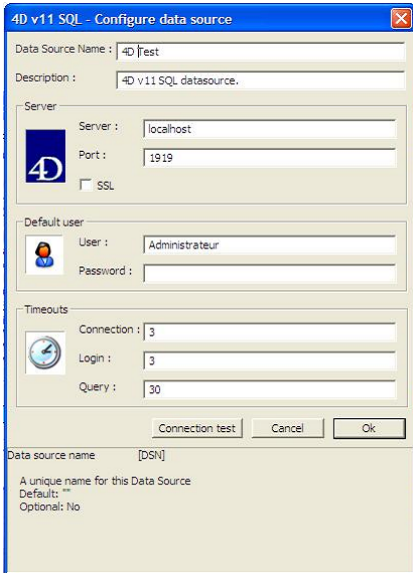 4D v11 SQL - Configure data source
Data Source Name : 4D Test
Description : 4D v11 SQL datasource.
Server
Server : localhost
4D
Port : 1919
SSL
Default user
User : Administrateur
Password :
Timeouts
Connection : 3
Login : 3
Query : 30
Connection test Cancel Ok
Data source name [DSN]
A unique name for this Data Source
Default: ""
Optional: No